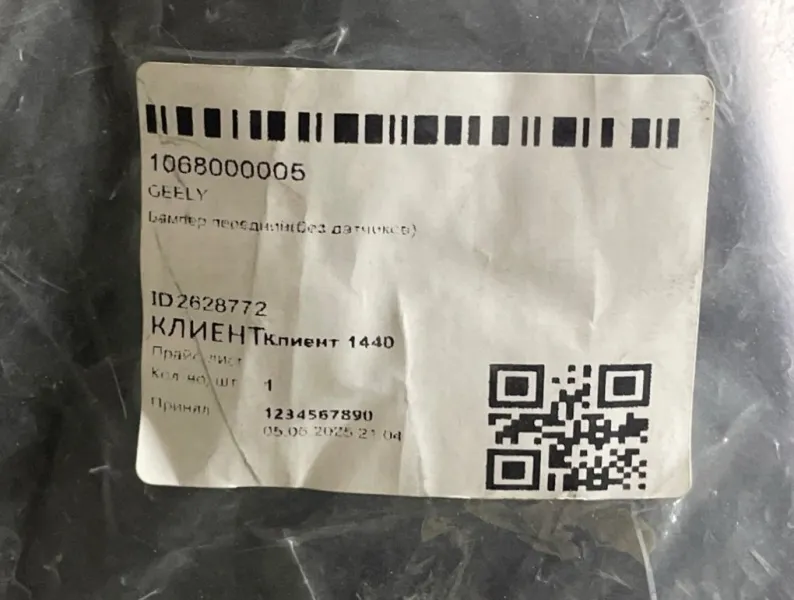 1068000005
GEELY
Бампер передний(без датчиков)
ID2628772
КЛИЕНТКлиент 1440
Прайс лист
Кол-во, шт 1
Принял 1234567890
05.06.2025 21:04